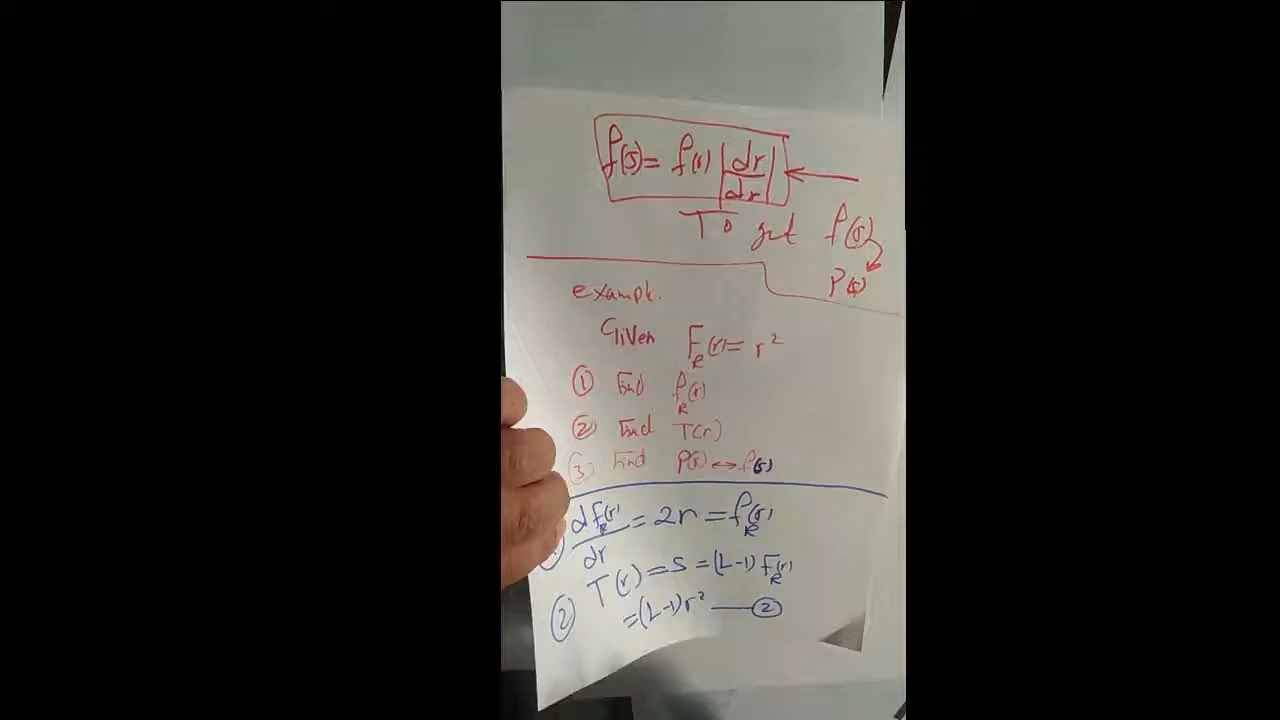 f(s) = f(r) |dr/dr|
To get f(s)
P(s)
example.
Given F_R(r) = r²
① Find f_R(r)
② Find T(r)
③ Find P(s) ↔ f(s)
dF_R(r)/dr = 2r = f_R(r)
② T(r) = S = (L-1) F_R(r)
= (L-1) r² — ②